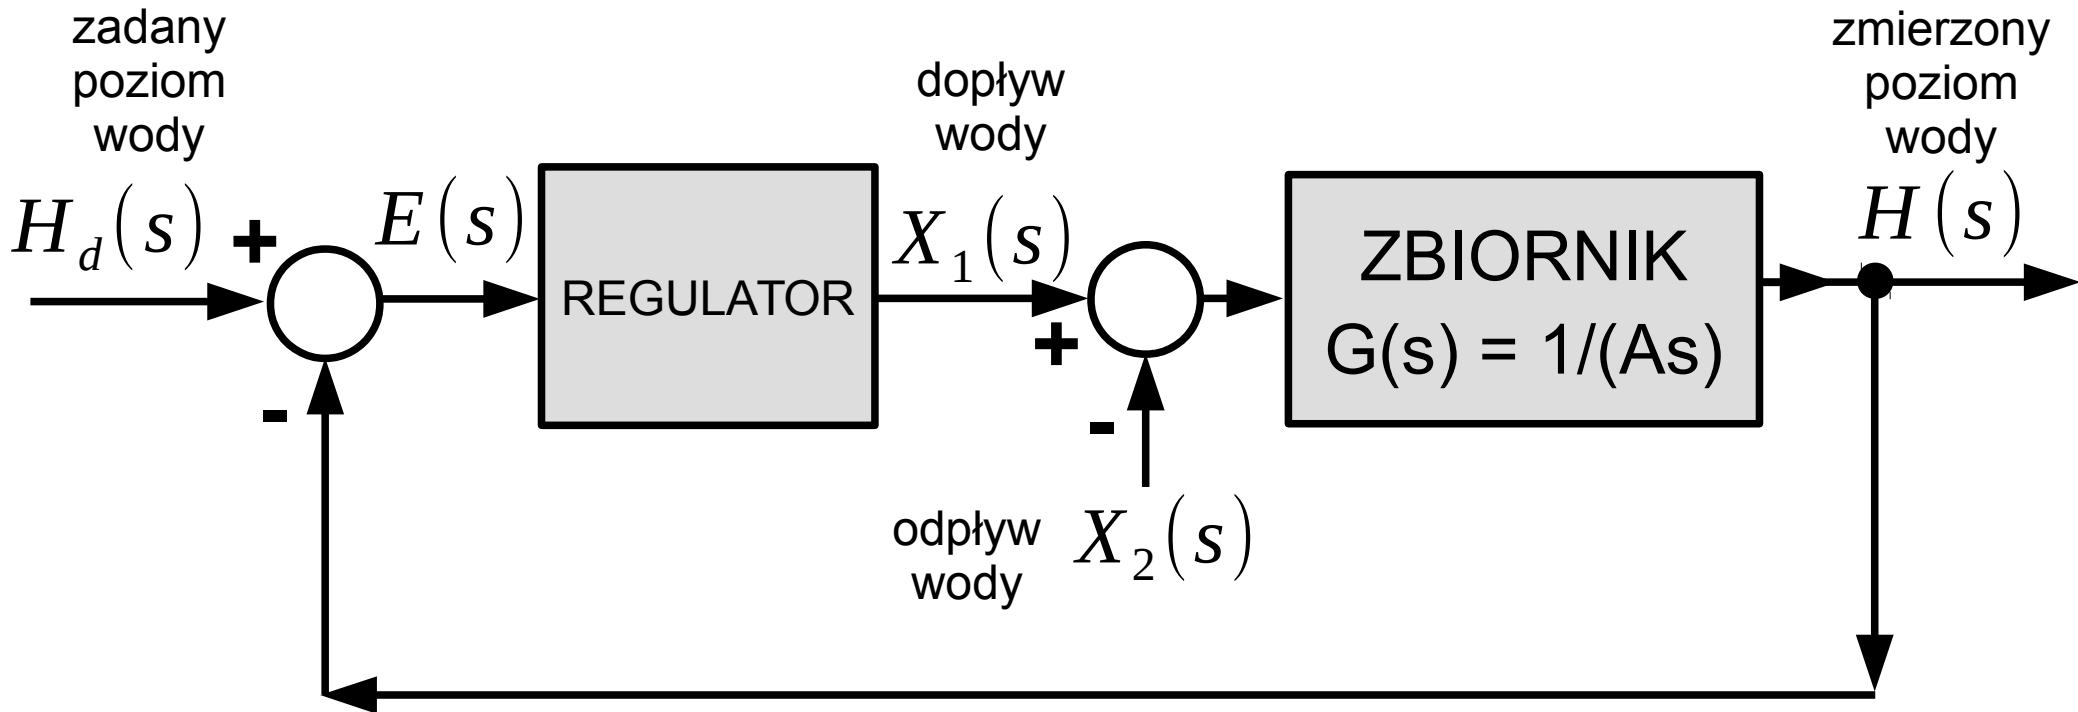 zadany
poziom
wody
H_d(s)
+
-
E(s)
REGULATOR
dopływ
wody
X_1(s)
+
-
odpływ
wody
X_2(s)
ZBIORNIK
G(s) = 1/(As)
zmierzony
poziom
wody
H(s)